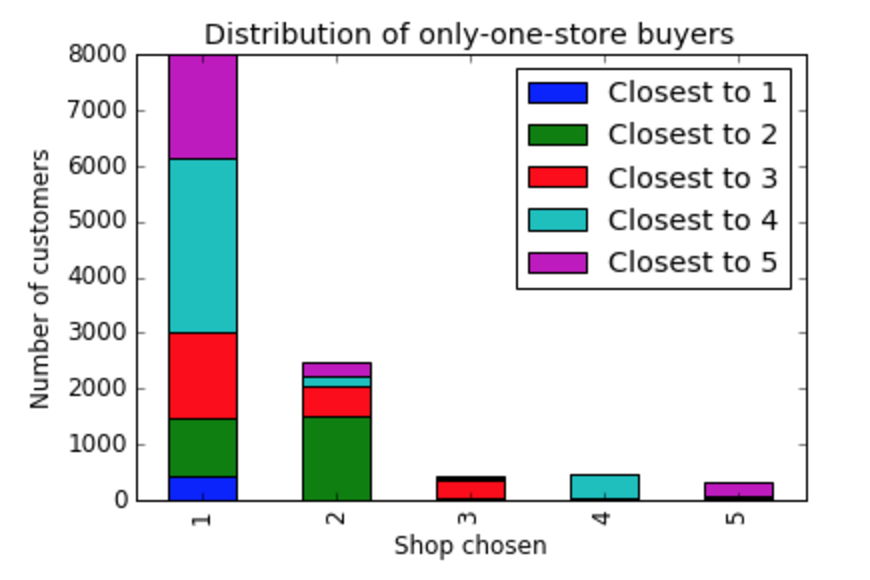 Distribution of only-one-store buyers
8000
7000
6000
5000
4000
3000
2000
1000
0
Number of customers
Closest to 1
Closest to 2
Closest to 3
Closest to 4
Closest to 5
1
2
3
4
5
Shop chosen